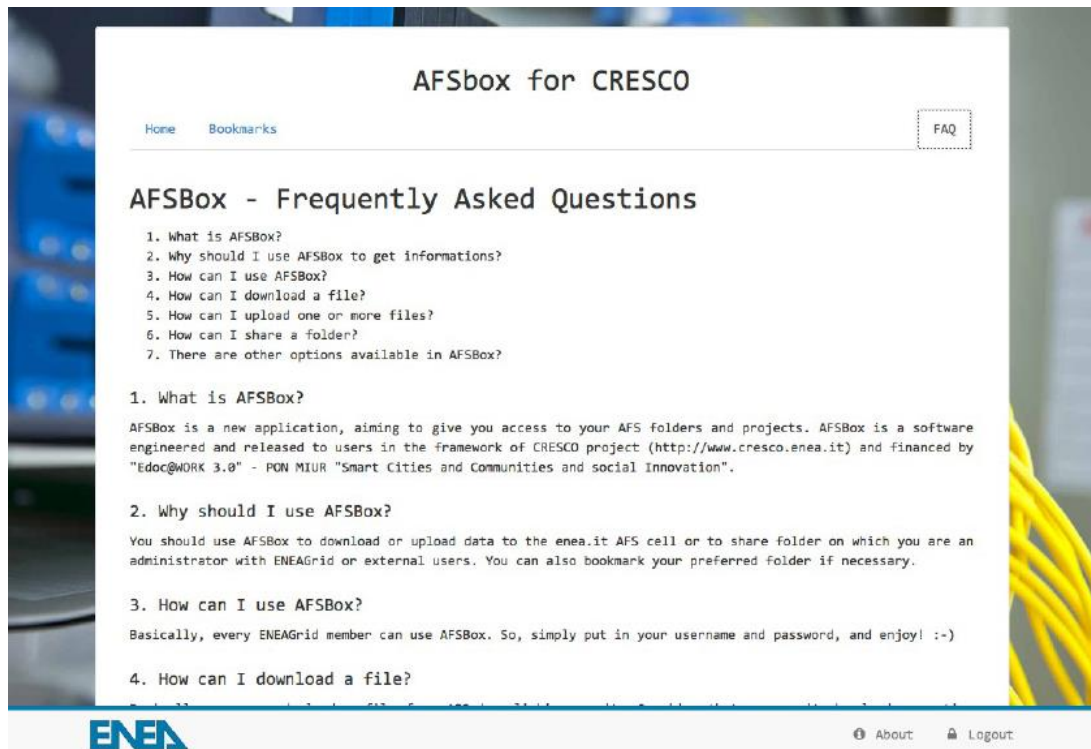 AFSbox for CRESCO
Home Bookmarks FAQ
AFSBox - Frequently Asked Questions
1. What is AFSBox?
2. Why should I use AFSBox to get informations?
3. How can I use AFSBox?
4. How can I download a file?
5. How can I upload one or more files?
6. How can I share a folder?
7. There are other options available in AFSBox?
1. What is AFSBox?
AFSBox is a new application, aiming to give you access to your AFS folders and projects. AFSBox is a software
engineered and released to users in the framework of CRESCO project (http://www.cresco.enea.it) and financed by
"Edoc@WORK 3.0" - PON MIUR "Smart Cities and Communities and social Innovation".
2. Why should I use AFSBox?
You should use AFSBox to download or upload data to the enea.it AFS cell or to share folder on which you are an
administrator with ENEAGrid or external users. You can also bookmark your preferred folder if necessary.
3. How can I use AFSBox?
Basically, every ENEAGrid member can use AFSBox. So, simply put in your username and password, and enjoy! :-)
4. How can I download a file?
ENEA
About Logout